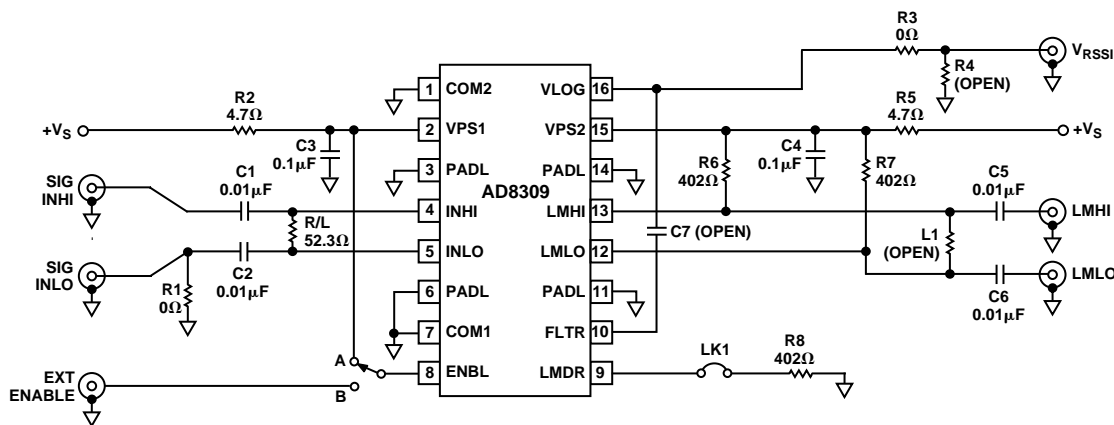 R3
0Ω
V_RSSI
R4
(OPEN)
1 COM2 VLOG 16
R2
4.7Ω
R5
4.7Ω
+V_S
2 VPS1 VPS2 15
+V_S
C3
0.1μF
C4
0.1μF
R6
402Ω
R7
402Ω
3 PADL PADL 14
AD8309
SIG
INHI
C1
0.01μF
C5
0.01μF
4 INHI LMHI 13
LMHI
R/L
52.3Ω
C7 (OPEN)
L1
(OPEN)
5 INLO LMLO 12
SIG
INLO
C2
0.01μF
R1
0Ω
LMLO
C6
0.01μF
6 PADL PADL 11
7 COM1 FLTR 10
A
LK1
R8
402Ω
8 ENBL LMDR 9
EXT
ENABLE
B